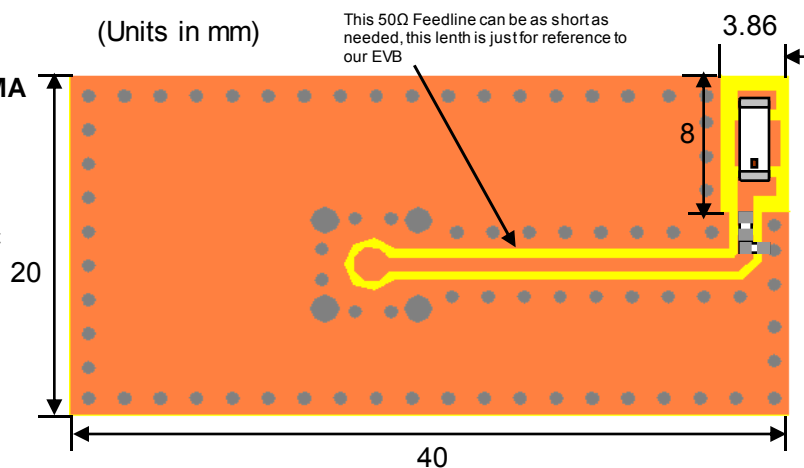 (Units in mm)
This 50Ω Feedline can be as short as
needed, this lenth is just for reference to
our EVB
3.86
MA
8
20
40